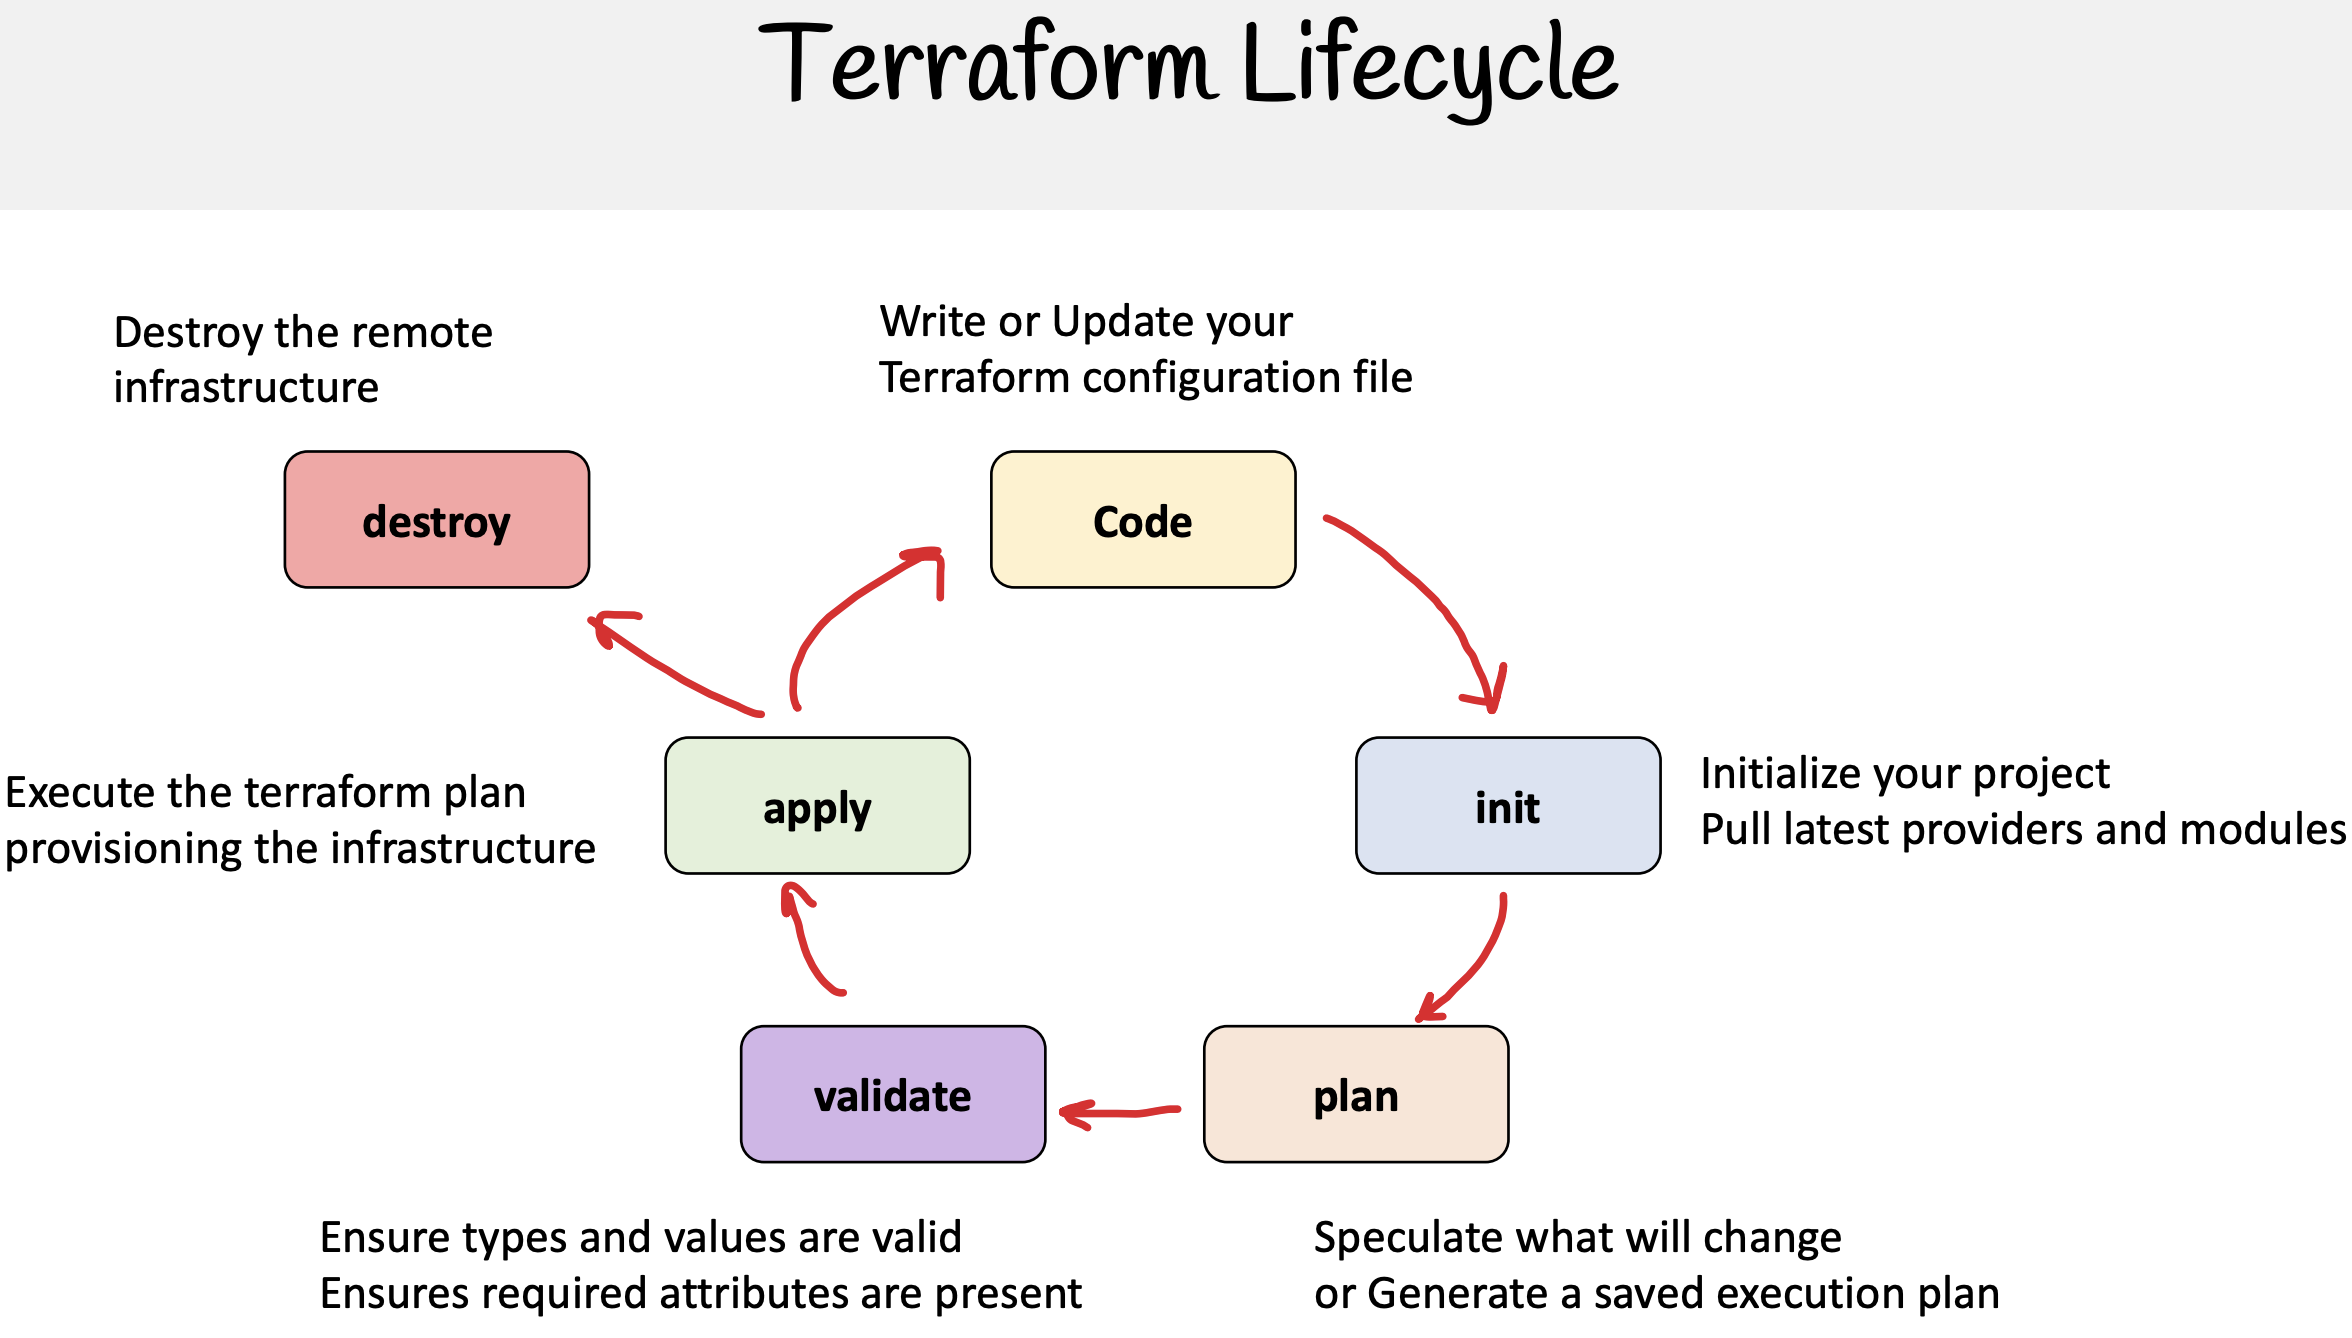 Terraform Lifecycle
Destroy the remote
infrastructure
Write or Update your
Terraform configuration file
destroy
Code
Execute the terraform plan
provisioning the infrastructure
apply
init
Initialize your project
Pull latest providers and modules
validate
plan
Ensure types and values are valid
Ensures required attributes are present
Speculate what will change
or Generate a saved execution plan